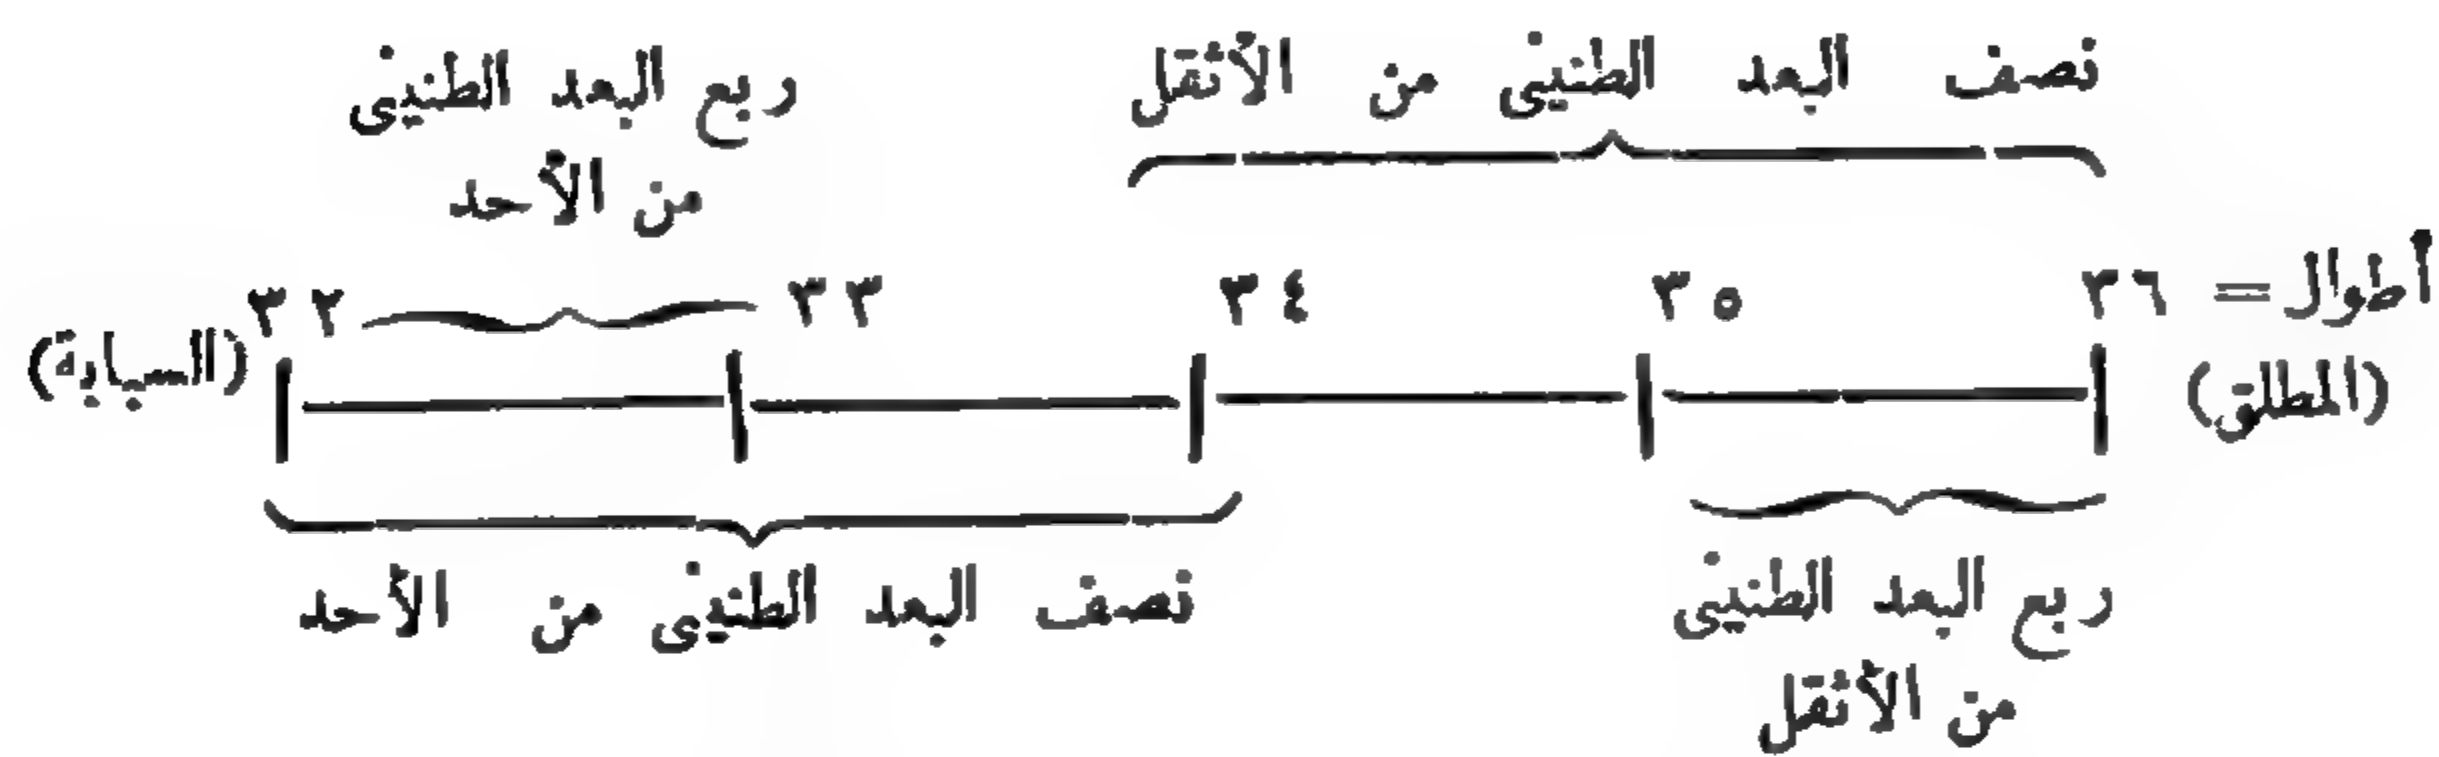 نصف البعد الطنينى من الأثقل
ربع البعد الطنينى
من الأحد
أطوال = ٣٦ ٣٥ ٣٤ ٣٣ ٣٢
(المطلق) (السبابة)
نصف البعد الطنينى من الأحد
ربع البعد الطنينى
من الأثقل